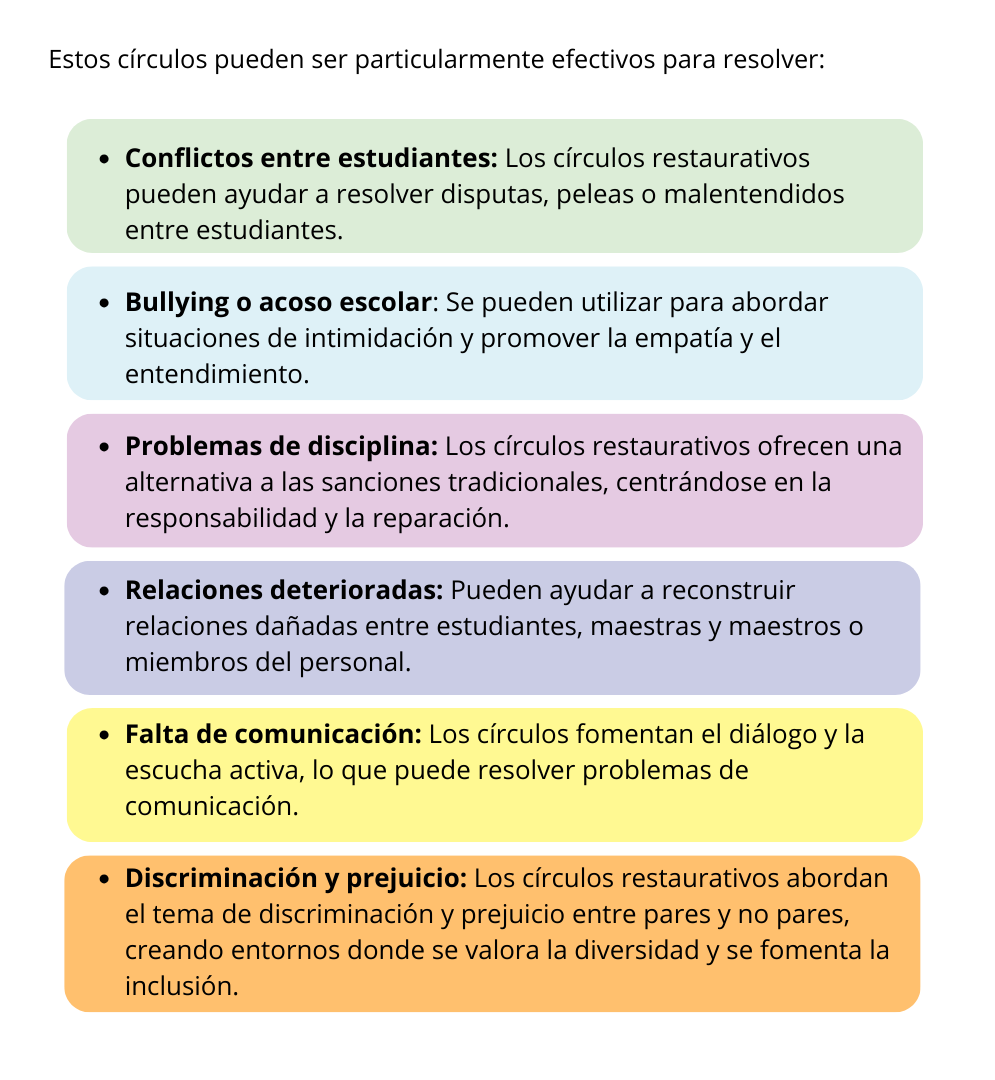 Estos círculos pueden ser particularmente efectivos para resolver:
• Conflictos entre estudiantes: Los círculos restaurativos
pueden ayudar a resolver disputas, peleas o malentendidos
entre estudiantes.
• Bullying o acoso escolar: Se pueden utilizar para abordar
situaciones de intimidación y promover la empatía y el
entendimiento.
• Problemas de disciplina: Los círculos restaurativos ofrecen una
alternativa a las sanciones tradicionales, centrándose en la
responsabilidad y la reparación.
• Relaciones deterioradas: Pueden ayudar a reconstruir
relaciones dañadas entre estudiantes, maestras y maestros o
miembros del personal.
• Falta de comunicación: Los círculos fomentan el diálogo y la
escucha activa, lo que puede resolver problemas de
comunicación.
• Discriminación y prejuicio: Los círculos restaurativos abordan
el tema de discriminación y prejuicio entre pares y no pares,
creando entornos donde se valora la diversidad y se fomenta la
inclusión.